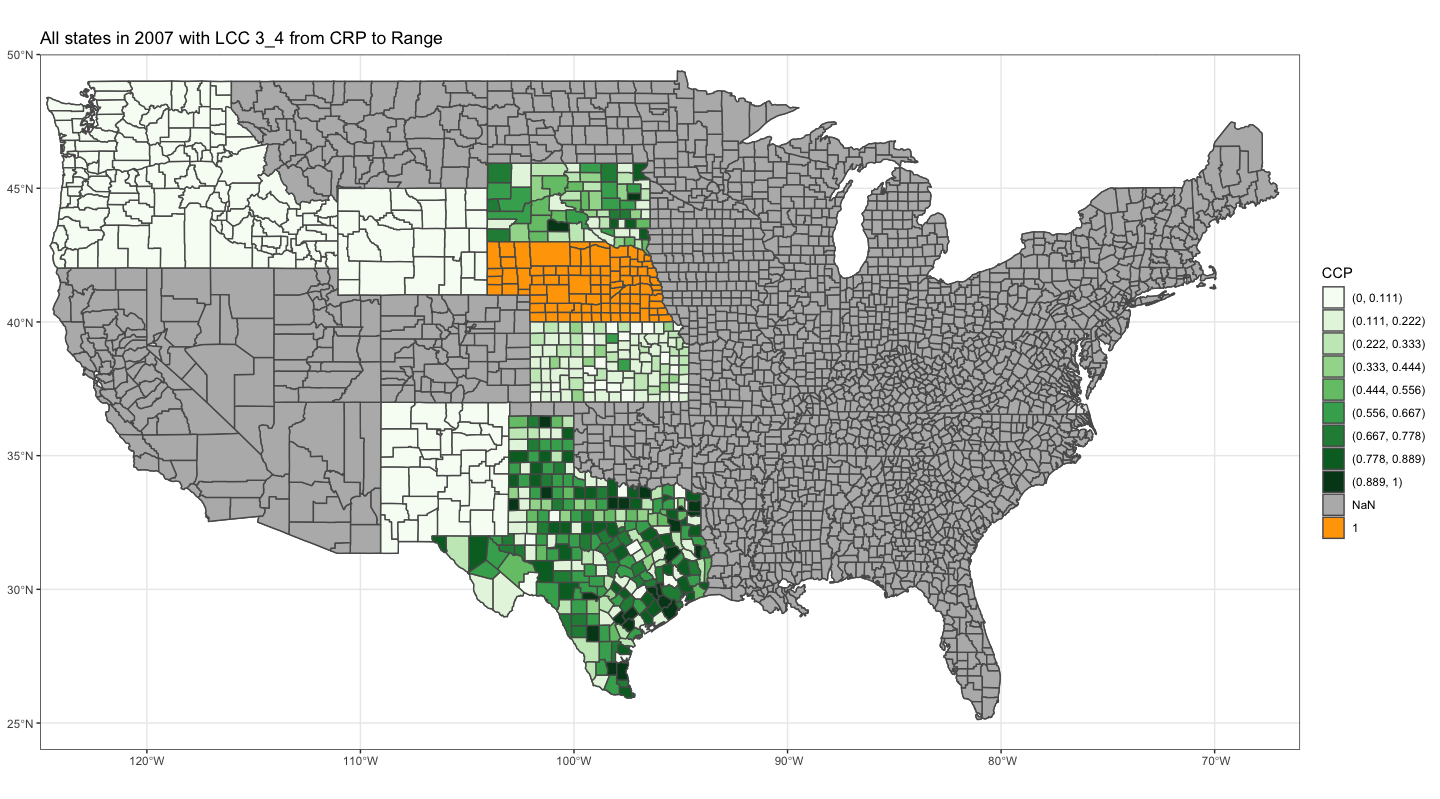 All states in 2007 with LCC 3_4 from CRP to Range
50°N
45°N
40°N
35°N
30°N
25°N
120°W
110°W
100°W
90°W
80°W
70°W
CCP
(0, 0.111)
(0.111, 0.222)
(0.222, 0.333)
(0.333, 0.444)
(0.444, 0.556)
(0.556, 0.667)
(0.667, 0.778)
(0.778, 0.889)
(0.889, 1)
NaN
1